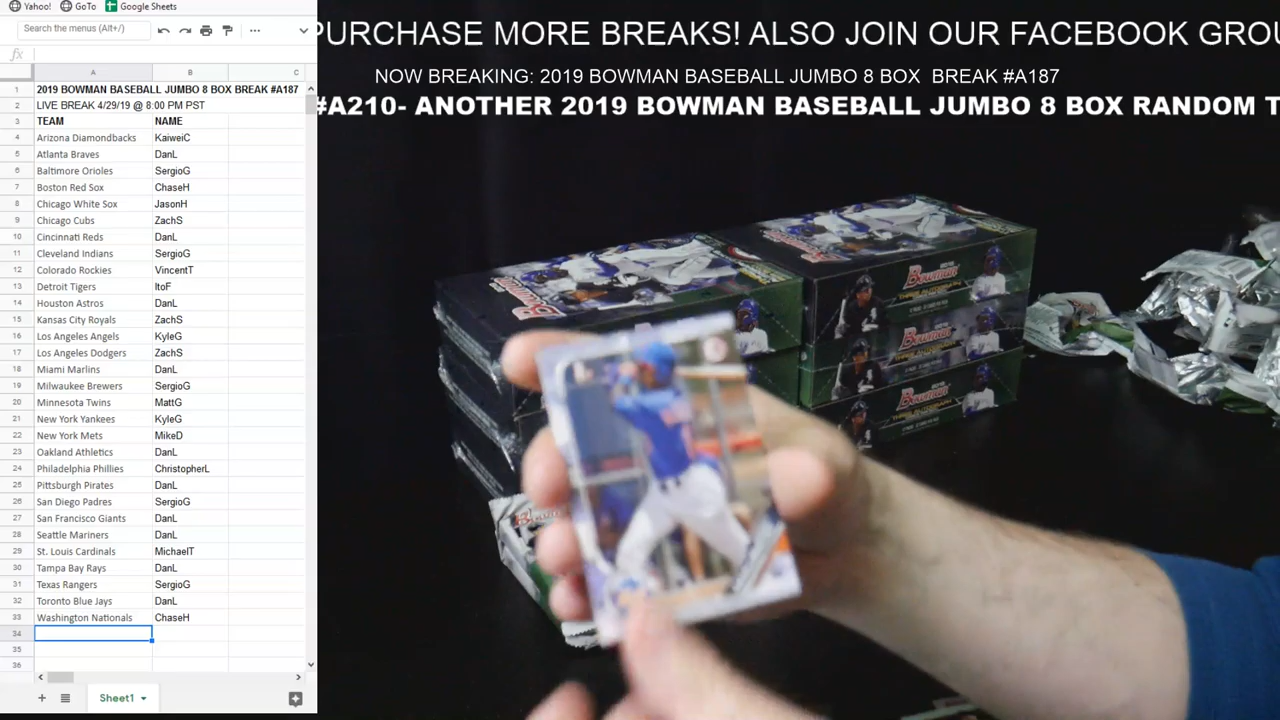 Yahoo! GoTo Google Sheets
Search the menus (Alt+/)
fx
A B C
1 2019 BOWMAN BASEBALL JUMBO 8 BOX BREAK #A187
2 LIVE BREAK 4/29/19 @ 8:00 PM PST
3 TEAM NAME
4 Arizona Diamondbacks KaiweiC
5 Atlanta Braves DanL
6 Baltimore Orioles SergioG
7 Boston Red Sox ChaseH
8 Chicago White Sox JasonH
9 Chicago Cubs ZachS
10 Cincinnati Reds DanL
11 Cleveland Indians SergioG
12 Colorado Rockies VincentT
13 Detroit Tigers ItoF
14 Houston Astros DanL
15 Kansas City Royals ZachS
16 Los Angeles Angels KyleG
17 Los Angeles Dodgers ZachS
18 Miami Marlins DanL
19 Milwaukee Brewers SergioG
20 Minnesota Twins MattG
21 New York Yankees KyleG
22 New York Mets MikeD
23 Oakland Athletics DanL
24 Philadelphia Phillies ChristopherL
25 Pittsburgh Pirates DanL
26 San Diego Padres SergioG
27 San Francisco Giants DanL
28 Seattle Mariners DanL
29 St. Louis Cardinals MichaelT
30 Tampa Bay Rays DanL
31 Texas Rangers SergioG
32 Toronto Blue Jays DanL
33 Washington Nationals ChaseH
34
35
36
Sheet1
PURCHASE MORE BREAKS! ALSO JOIN OUR FACEBOOK GROU
NOW BREAKING: 2019 BOWMAN BASEBALL JUMBO 8 BOX BREAK #A187
#A210- ANOTHER 2019 BOWMAN BASEBALL JUMBO 8 BOX RANDOM T
Bowman
Bowman
Bowman
Bowman
Bowman